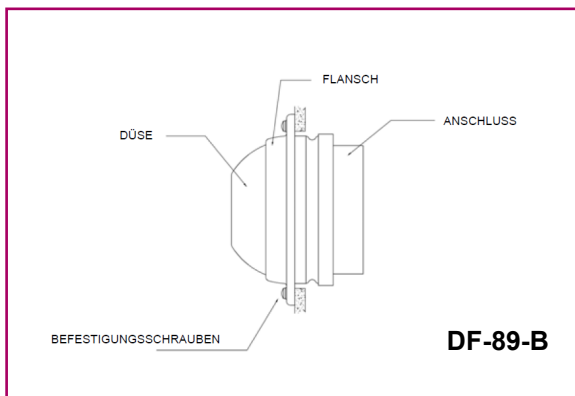 FLANSCH
ANSCHLUSS
DÜSE
BEFESTIGUNGSSCHRAUBEN
DF-89-B